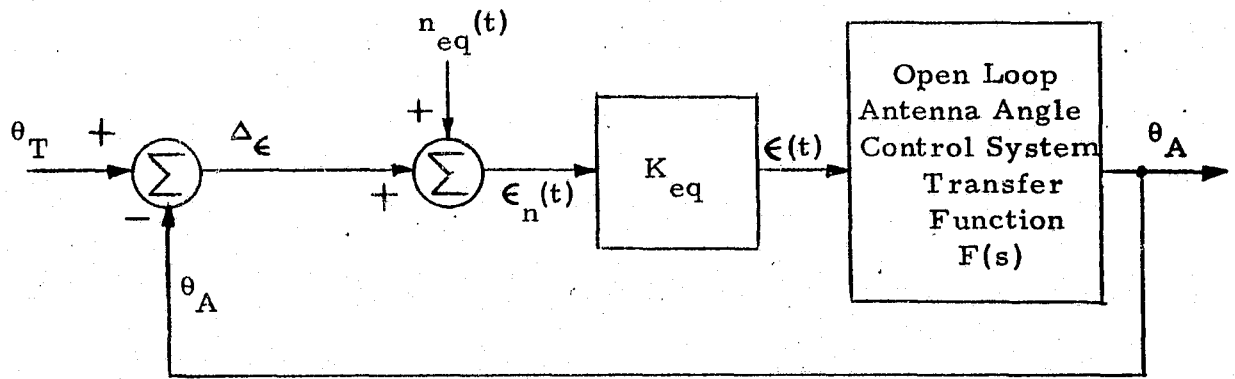 n_eq(t)
θ_T
+
Σ
-
Δ_ϵ
+
+
Σ
ϵ_n(t)
K_eq
ϵ(t)
Open Loop
Antenna Angle
Control System
Transfer
Function
F(s)
θ_A
θ_A